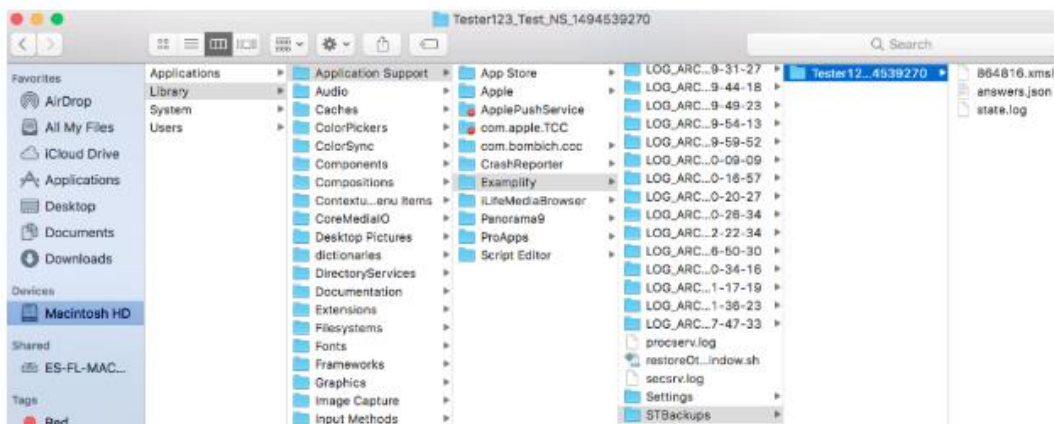 Tester123_Test_NS_1494539270
Search
Favorites
AirDrop
All My Files
iCloud Drive
Applications
Desktop
Documents
Downloads
Devices
Macintosh HD
Shared
ES-FL-MAC...
Tags
Red
Applications
Library
System
Users
Application Support
Audio
Caches
ColorPickers
ColorSync
Components
Compositions
Contextu...enu Items
CoreMediaIO
Desktop Pictures
dictionaries
DirectoryServices
Documentation
Extensions
Filesystems
Fonts
Frameworks
Graphics
Image Capture
Input Methods
App Store
Apple
ApplePushService
com.apple.TCC
com.bombich.ccc
CrashReporter
Examplify
iLifeMediaBrowser
Panorama9
ProApps
Script Editor
LOG_ARC...9-31-27
LOG_ARC...9-44-18
LOG_ARC...9-49-23
LOG_ARC...9-54-13
LOG_ARC...9-59-52
LOG_ARC...0-09-09
LOG_ARC...0-16-57
LOG_ARC...0-20-27
LOG_ARC...0-26-34
LOG_ARC...2-22-34
LOG_ARC...6-50-30
LOG_ARC...0-34-16
LOG_ARC...1-17-19
LOG_ARC...1-36-23
LOG_ARC...7-47-33
procserv.log
restoreOt...indow.sh
secsrv.log
Settings
STBackups
Tester12...4539270
864816.xmsl
answers.json
state.log